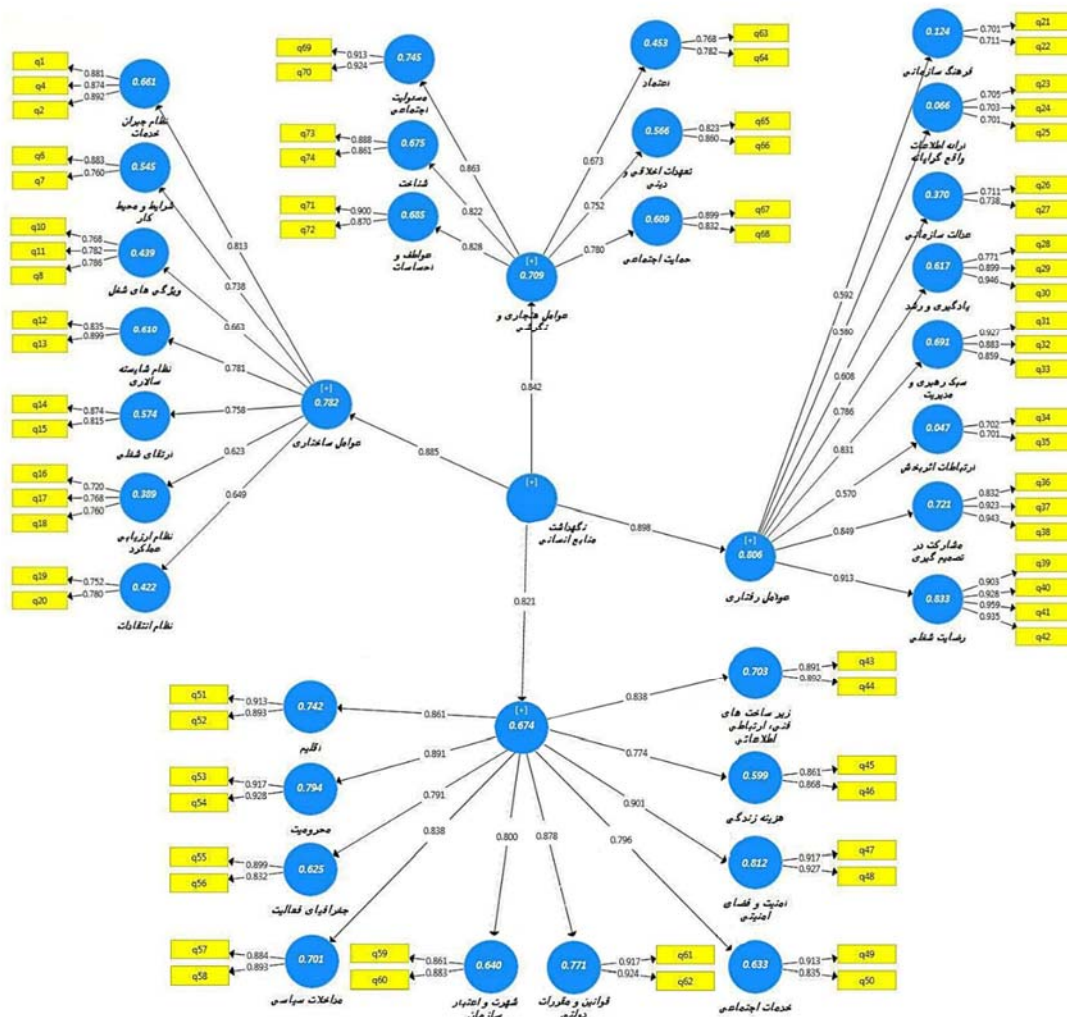 q1
q4
q2
0.881
0.874
0.892
0.661
نظام جبران
خدمات
q6
q7
0.883
0.760
0.545
شرایط و محیط
کار
q10
q11
q8
0.768
0.782
0.786
0.439
ویژگی های شغل
q12
q13
0.835
0.899
0.610
نظام شایسته
سالاری
q14
q15
0.874
0.815
0.574
ارتقای شغلی
q16
q17
q18
0.720
0.768
0.760
0.389
نظام ارزیابی
عملکرد
q19
q20
0.752
0.780
0.422
نظام انتقادات
0.813
0.738
0.663
0.781
0.758
0.623
0.649
[+]
0.782
عوامل ساختاری
0.885
q69
q70
0.913
0.924
0.745
مسئولیت
اجتماعی
q73
q74
0.888
0.861
0.675
شناخت
q71
q72
0.900
0.870
0.685
عواطف و
احساسات
0.863
0.822
0.828
0.453
اعتماد
0.768
0.782
q63
q64
0.566
تعهدات اخلاقی و
دینی
0.823
0.860
q65
q66
0.609
حمایت اجتماعی
0.899
0.832
q67
q68
0.673
0.752
0.780
[+]
0.709
عوامل هنجاری و
نگرشی
0.842
[+]
نگهداشت
منابع انسانی
0.898
0.821
0.124
فرهنگ سازمانی
0.701
0.711
q21
q22
0.066
ارائه اطلاعات
واقع گرایانه
0.705
0.703
0.701
q23
q24
q25
0.370
عدالت سازمانی
0.711
0.738
q26
q27
0.617
یادگیری و رشد
0.771
0.899
0.946
q28
q29
q30
0.691
سبک رهبری و
مدیریت
0.927
0.883
0.859
q31
q32
q33
0.047
ارتباطات اثربخش
0.702
0.701
q34
q35
0.721
مشارکت در
تصمیم گیری
0.832
0.923
0.943
q36
q37
q38
0.833
رضایت شغلی
0.903
0.928
0.959
0.935
q39
q40
q41
q42
0.592
0.580
0.608
0.786
0.831
0.570
0.849
0.913
[+]
0.806
عوامل رفتاری
[+]
0.674
q51
q52
0.913
0.893
0.742
اقلیم
0.861
q53
q54
0.917
0.928
0.794
محرومیت
0.891
q55
q56
0.899
0.832
0.625
جغرافیای فعالیت
0.791
q57
q58
0.884
0.893
0.701
مداخلات سیاسی
0.838
q59
q60
0.861
0.883
0.640
شهرت و اعتبار
سازمانی
0.800
0.771
قوانین و مقررات
دولتی
0.917
0.924
q61
q62
0.878
0.703
زیر ساخت های
فنی، ارتباطی
اطلاعاتی
0.891
0.892
q43
q44
0.838
0.599
هزینه زندگی
0.861
0.868
q45
q46
0.774
0.812
امنیت و فضای
امنیتی
0.917
0.927
q47
q48
0.901
0.633
خدمات اجتماعی
0.913
0.835
q49
q50
0.796